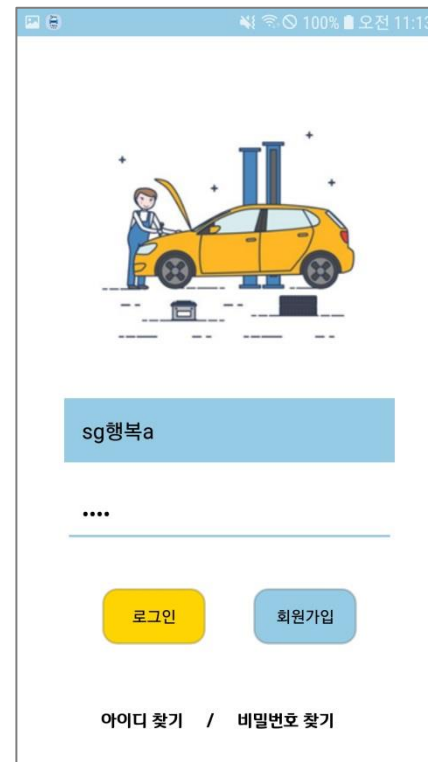 100% 오전 11:13
sg행복a
••••
로그인 회원가입
아이디 찾기 / 비밀번호 찾기